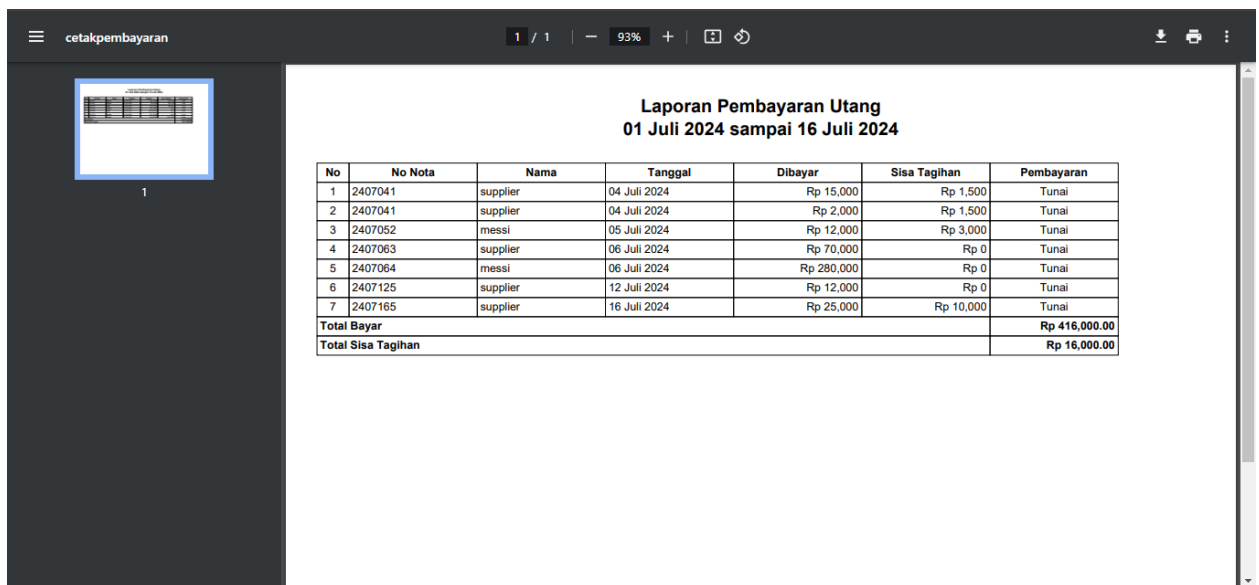 cetakpembayaran
1 / 1
93%
1
Laporan Pembayaran Utang
01 Juli 2024 sampai 16 Juli 2024
No No Nota Nama Tanggal Dibayar Sisa Tagihan Pembayaran
1 2407041 supplier 04 Juli 2024 Rp 15,000 Rp 1,500 Tunai
2 2407041 supplier 04 Juli 2024 Rp 2,000 Rp 1,500 Tunai
3 2407052 messi 05 Juli 2024 Rp 12,000 Rp 3,000 Tunai
4 2407063 supplier 06 Juli 2024 Rp 70,000 Rp 0 Tunai
5 2407064 messi 06 Juli 2024 Rp 280,000 Rp 0 Tunai
6 2407125 supplier 12 Juli 2024 Rp 12,000 Rp 0 Tunai
7 2407165 supplier 16 Juli 2024 Rp 25,000 Rp 10,000 Tunai
Total Bayar Rp 416,000.00
Total Sisa Tagihan Rp 16,000.00